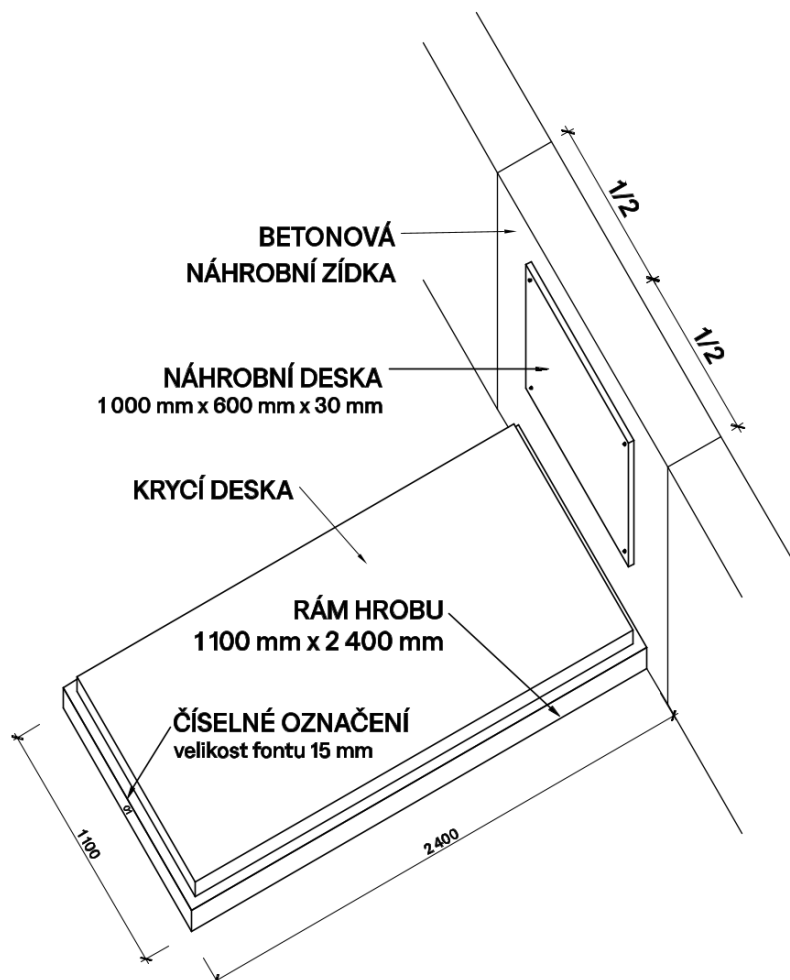 1/2
BETONOVÁ
NÁHROBNÍ ZÍDKA
1/2
NÁHROBNÍ DESKA
1 000 mm x 600 mm x 30 mm
KRYCÍ DESKA
RÁM HROBU
1 100 mm x 2 400 mm
ČÍSELNÉ OZNAČENÍ
velikost fontu 15 mm
1 100
2 400